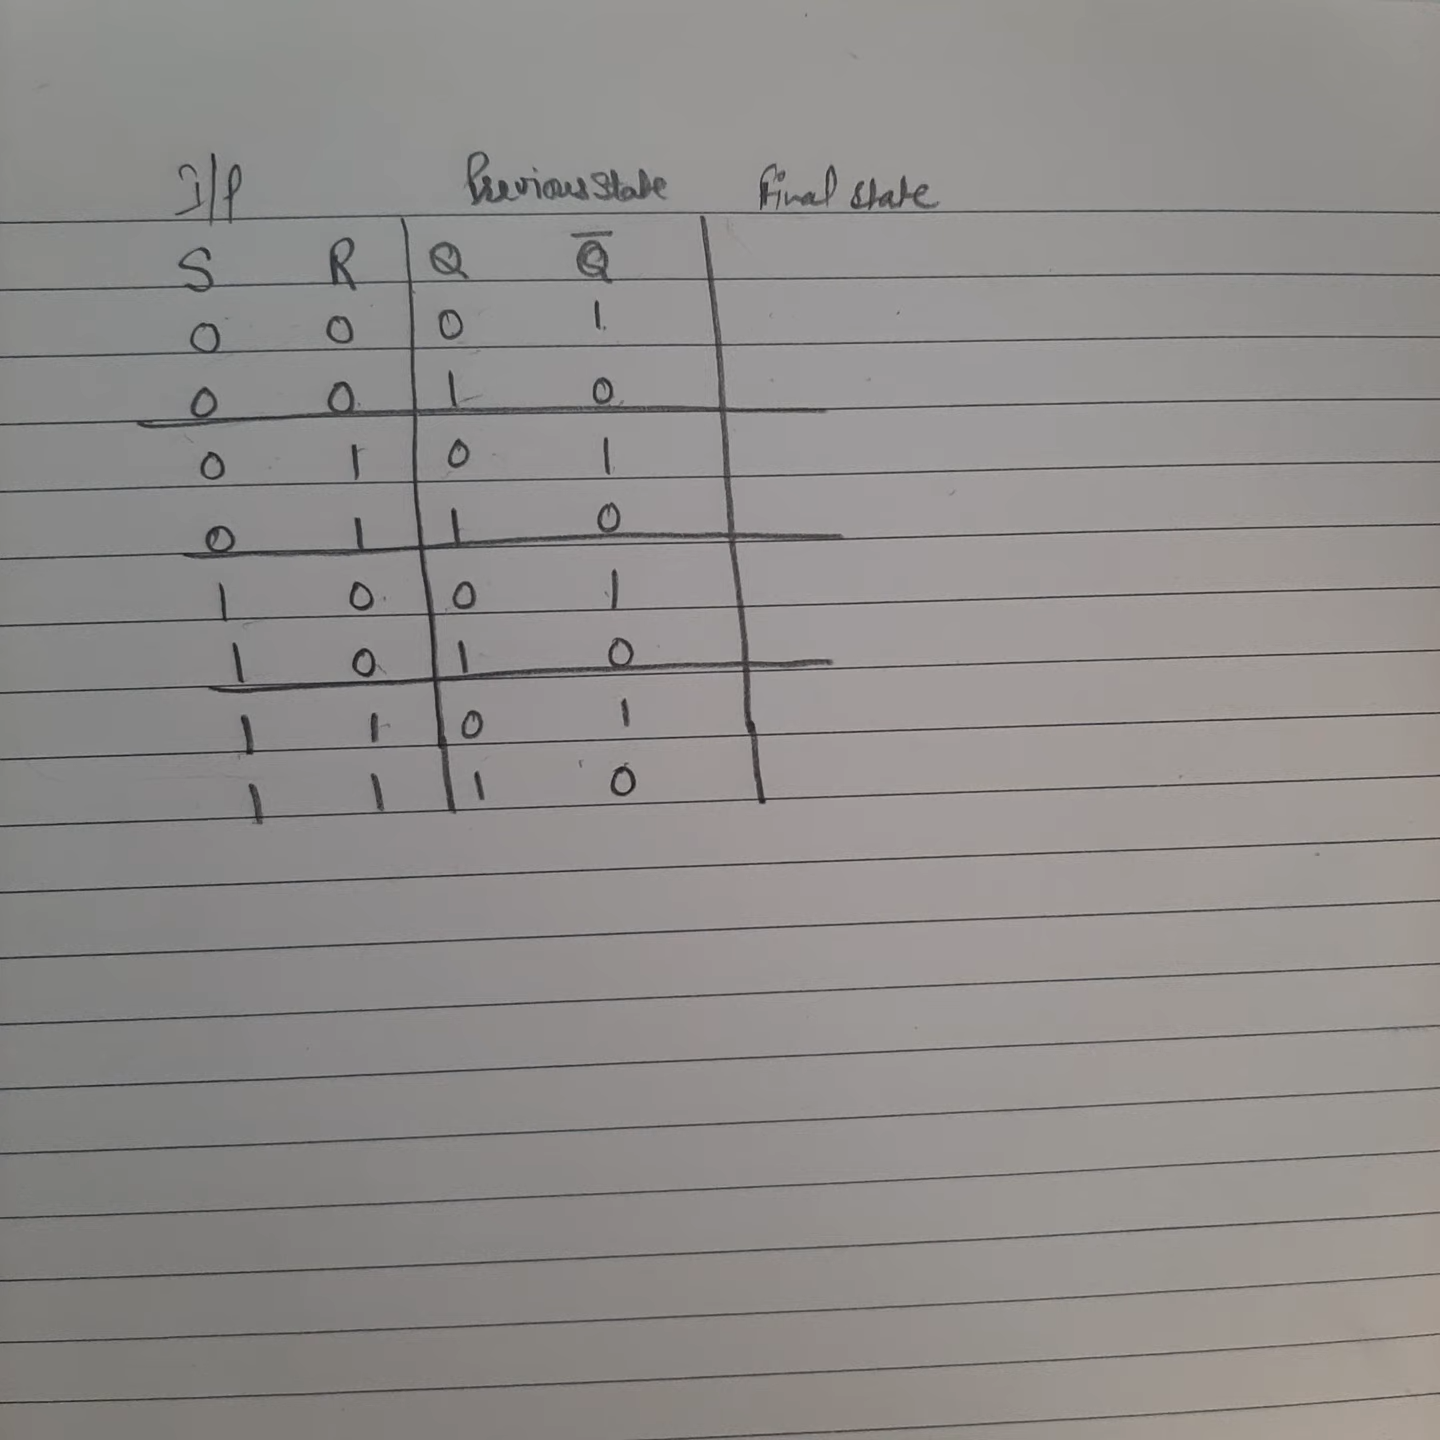 I/P Previous state Final state
S R Q Q̅
0 0 0 1
0 0 1 0
0 1 0 1
0 1 1 0
1 0 0 1
1 0 1 0
1 1 0 1
1 1 1 0